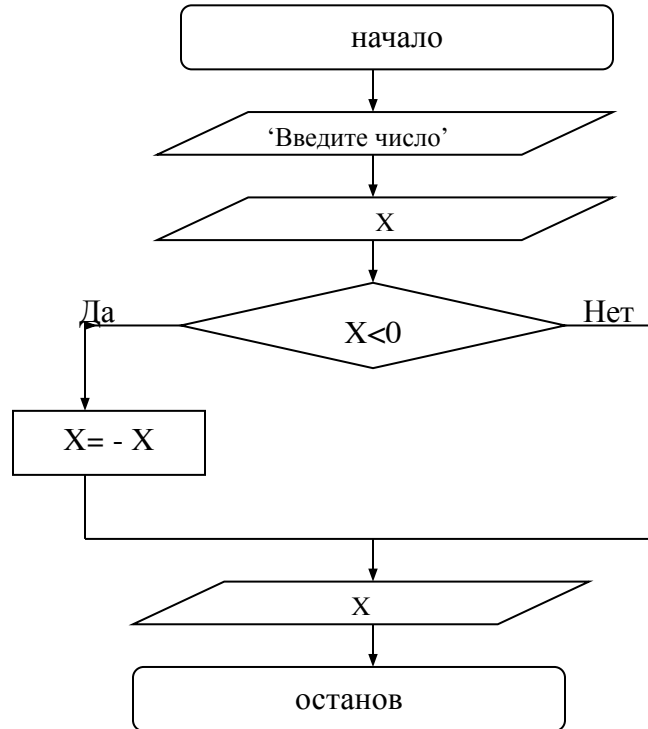 начало
‘Введите число’
X
Да
Нет
X<0
X= - X
X
останов